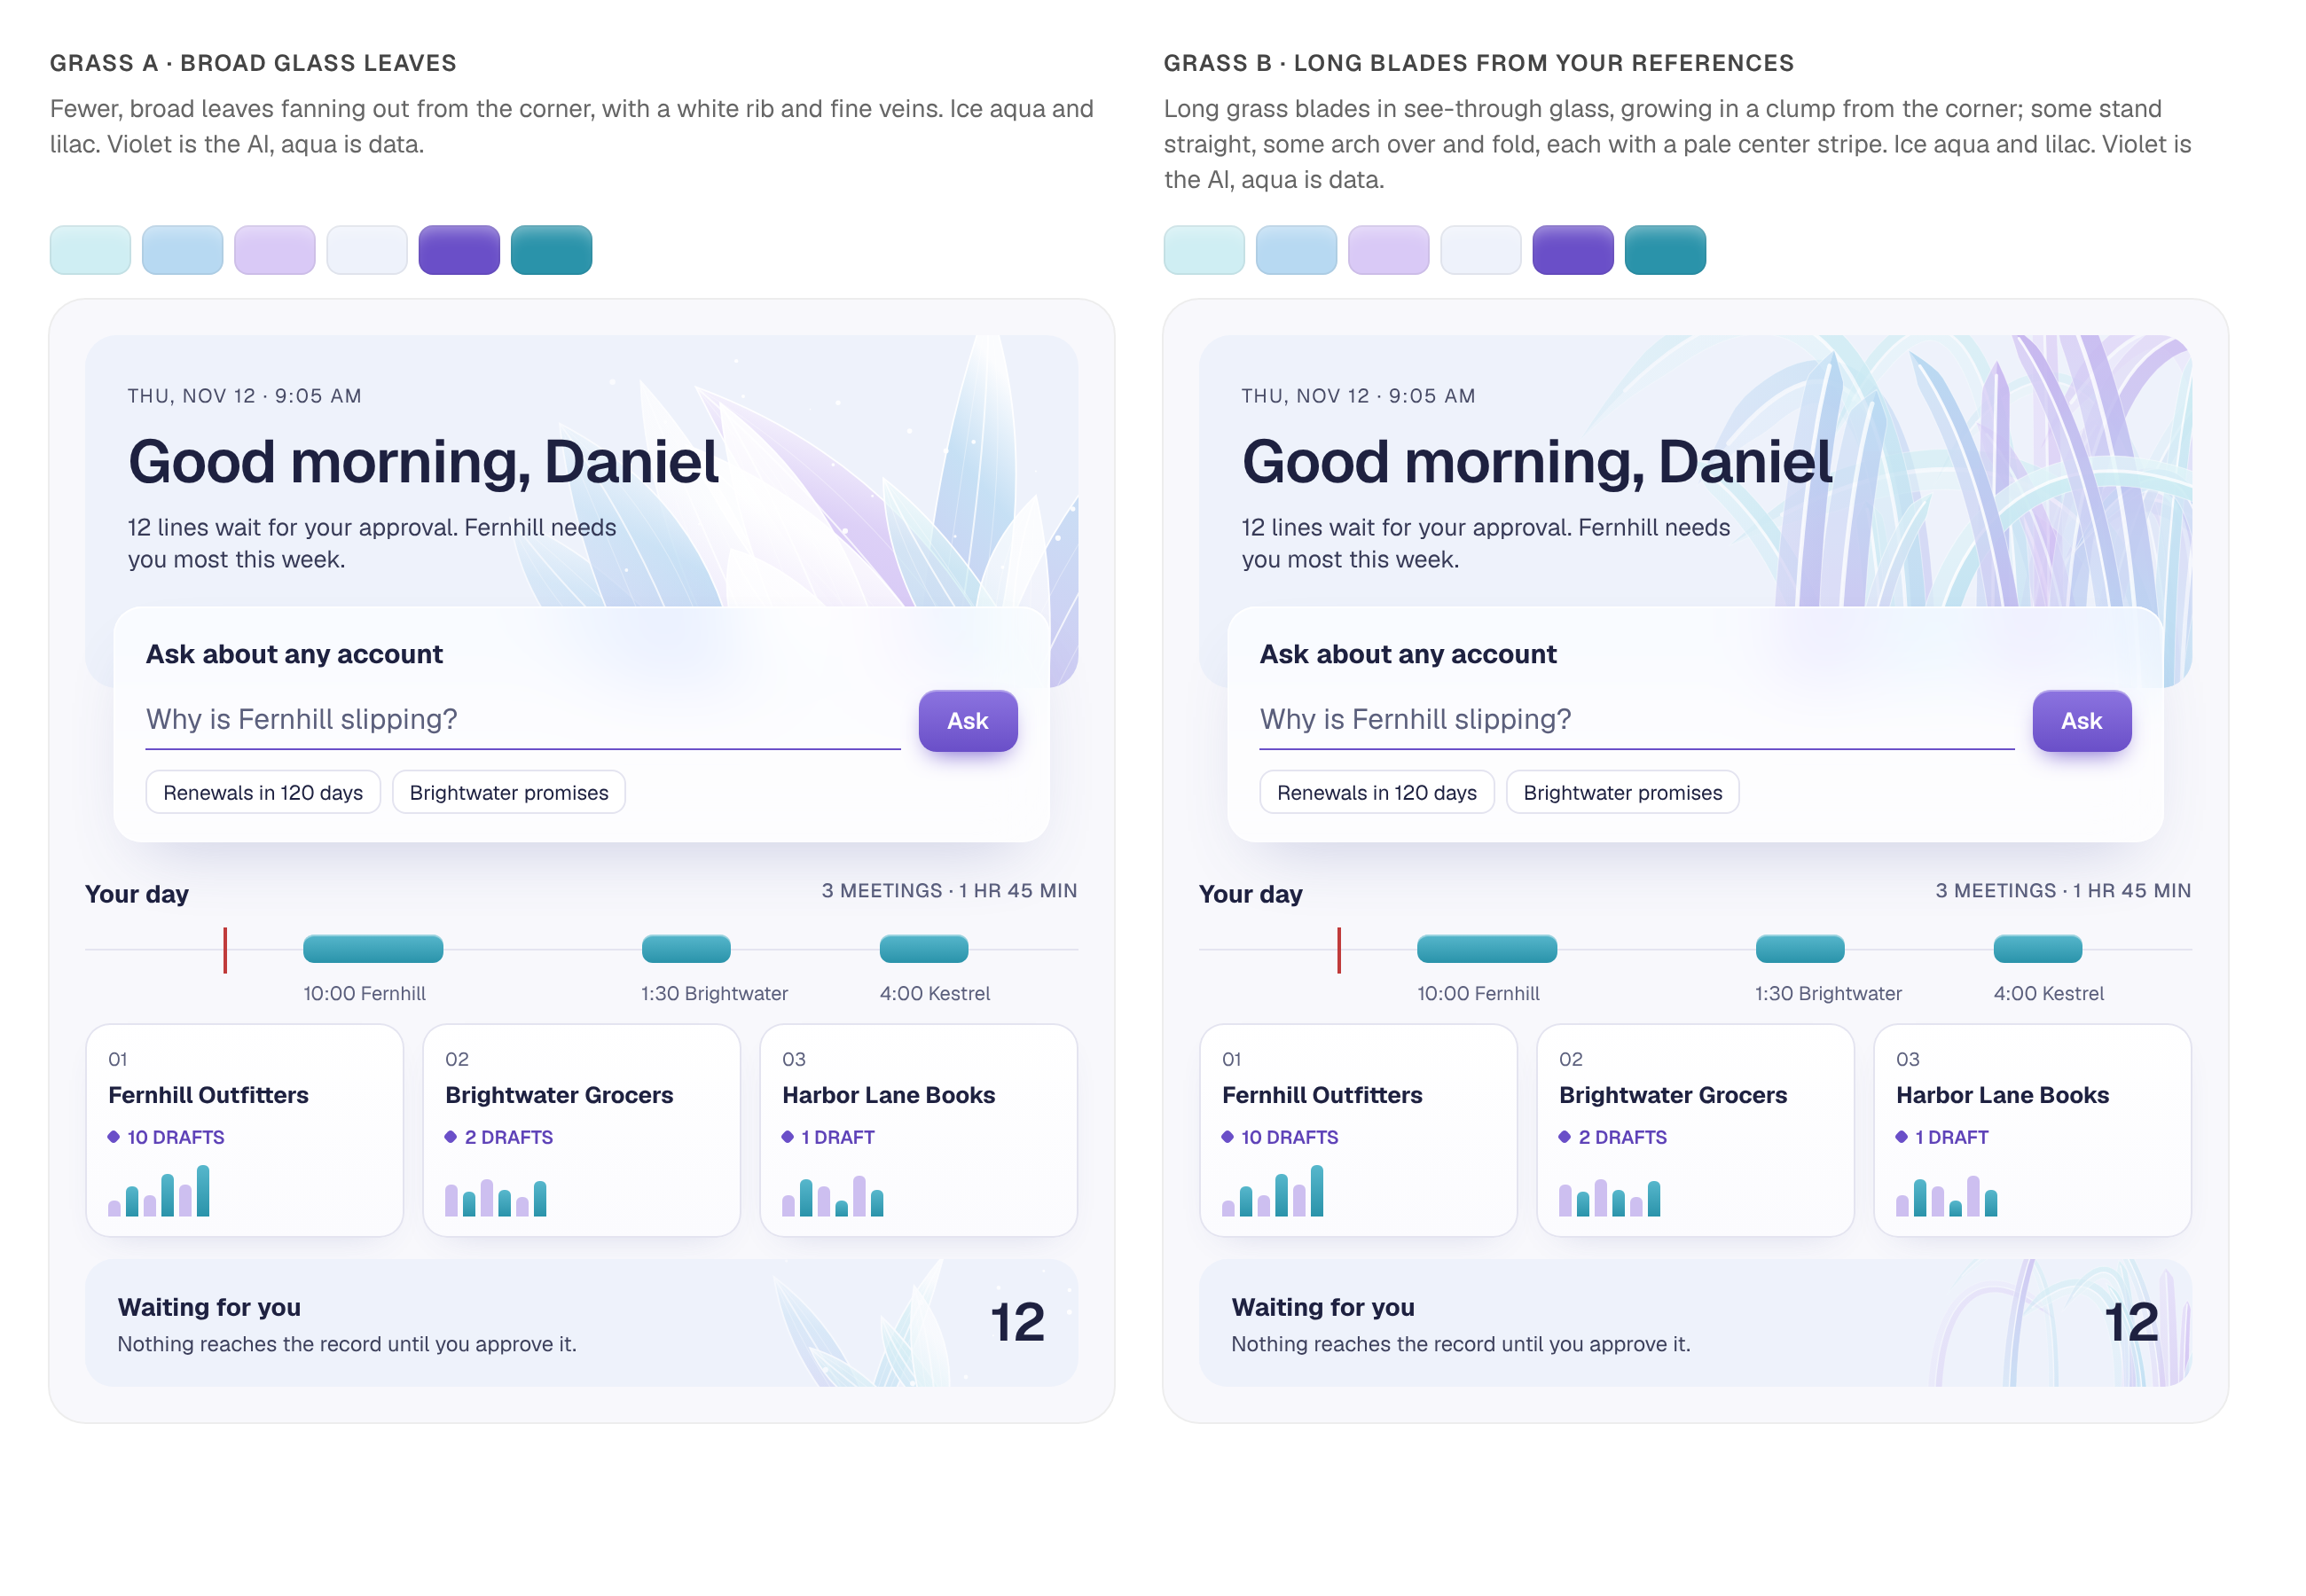 GRASS A · BROAD GLASS LEAVES
Fewer, broad leaves fanning out from the corner, with a white rib and fine veins. Ice aqua and
lilac. Violet is the AI, aqua is data.
THU, NOV 12 · 9:05 AM
Good morning, Daniel
12 lines wait for your approval. Fernhill needs
you most this week.
Ask about any account
Why is Fernhill slipping?
Ask
Renewals in 120 days
Brightwater promises
Your day
3 MEETINGS · 1 HR 45 MIN
10:00 Fernhill
1:30 Brightwater
4:00 Kestrel
01
Fernhill Outfitters
10 DRAFTS
02
Brightwater Grocers
2 DRAFTS
03
Harbor Lane Books
1 DRAFT
Waiting for you
Nothing reaches the record until you approve it.
12
GRASS B · LONG BLADES FROM YOUR REFERENCES
Long grass blades in see-through glass, growing in a clump from the corner; some stand
straight, some arch over and fold, each with a pale center stripe. Ice aqua and lilac. Violet is
the AI, aqua is data.
THU, NOV 12 · 9:05 AM
Good morning, Daniel
12 lines wait for your approval. Fernhill needs
you most this week.
Ask about any account
Why is Fernhill slipping?
Ask
Renewals in 120 days
Brightwater promises
Your day
3 MEETINGS · 1 HR 45 MIN
10:00 Fernhill
1:30 Brightwater
4:00 Kestrel
01
Fernhill Outfitters
10 DRAFTS
02
Brightwater Grocers
2 DRAFTS
03
Harbor Lane Books
1 DRAFT
Waiting for you
Nothing reaches the record until you approve it.
12